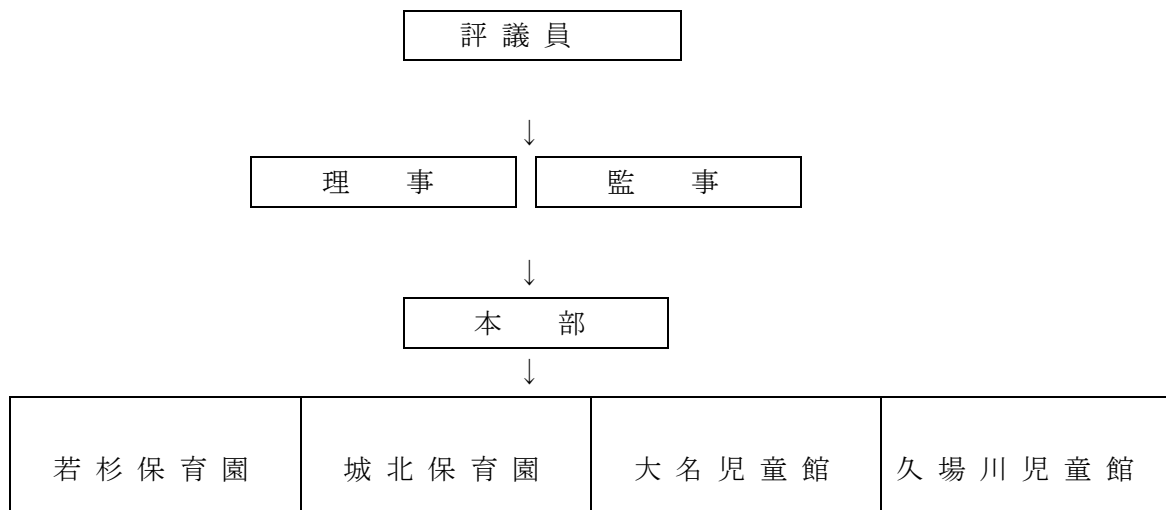 評議員
↓
理　事　監　事
↓
本　部
↓
若杉保育園　城北保育園　大名児童館　久場川児童館